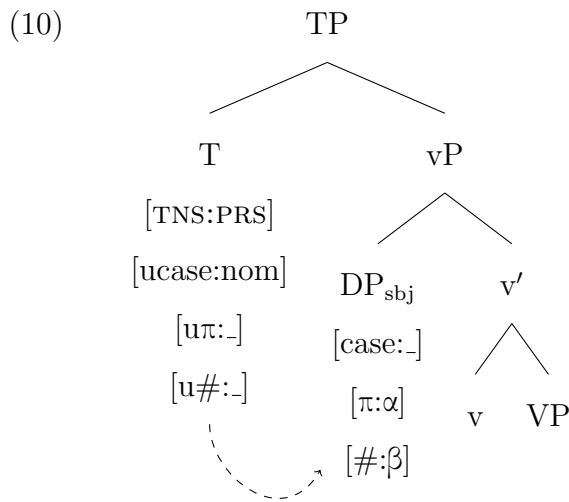 (10) TP
T vP
[TNS:PRS]
[ucase:nom] DP_sbj v′
[uπ:_] [case:_]
[u#:_] [π:α] v VP
[#:β]